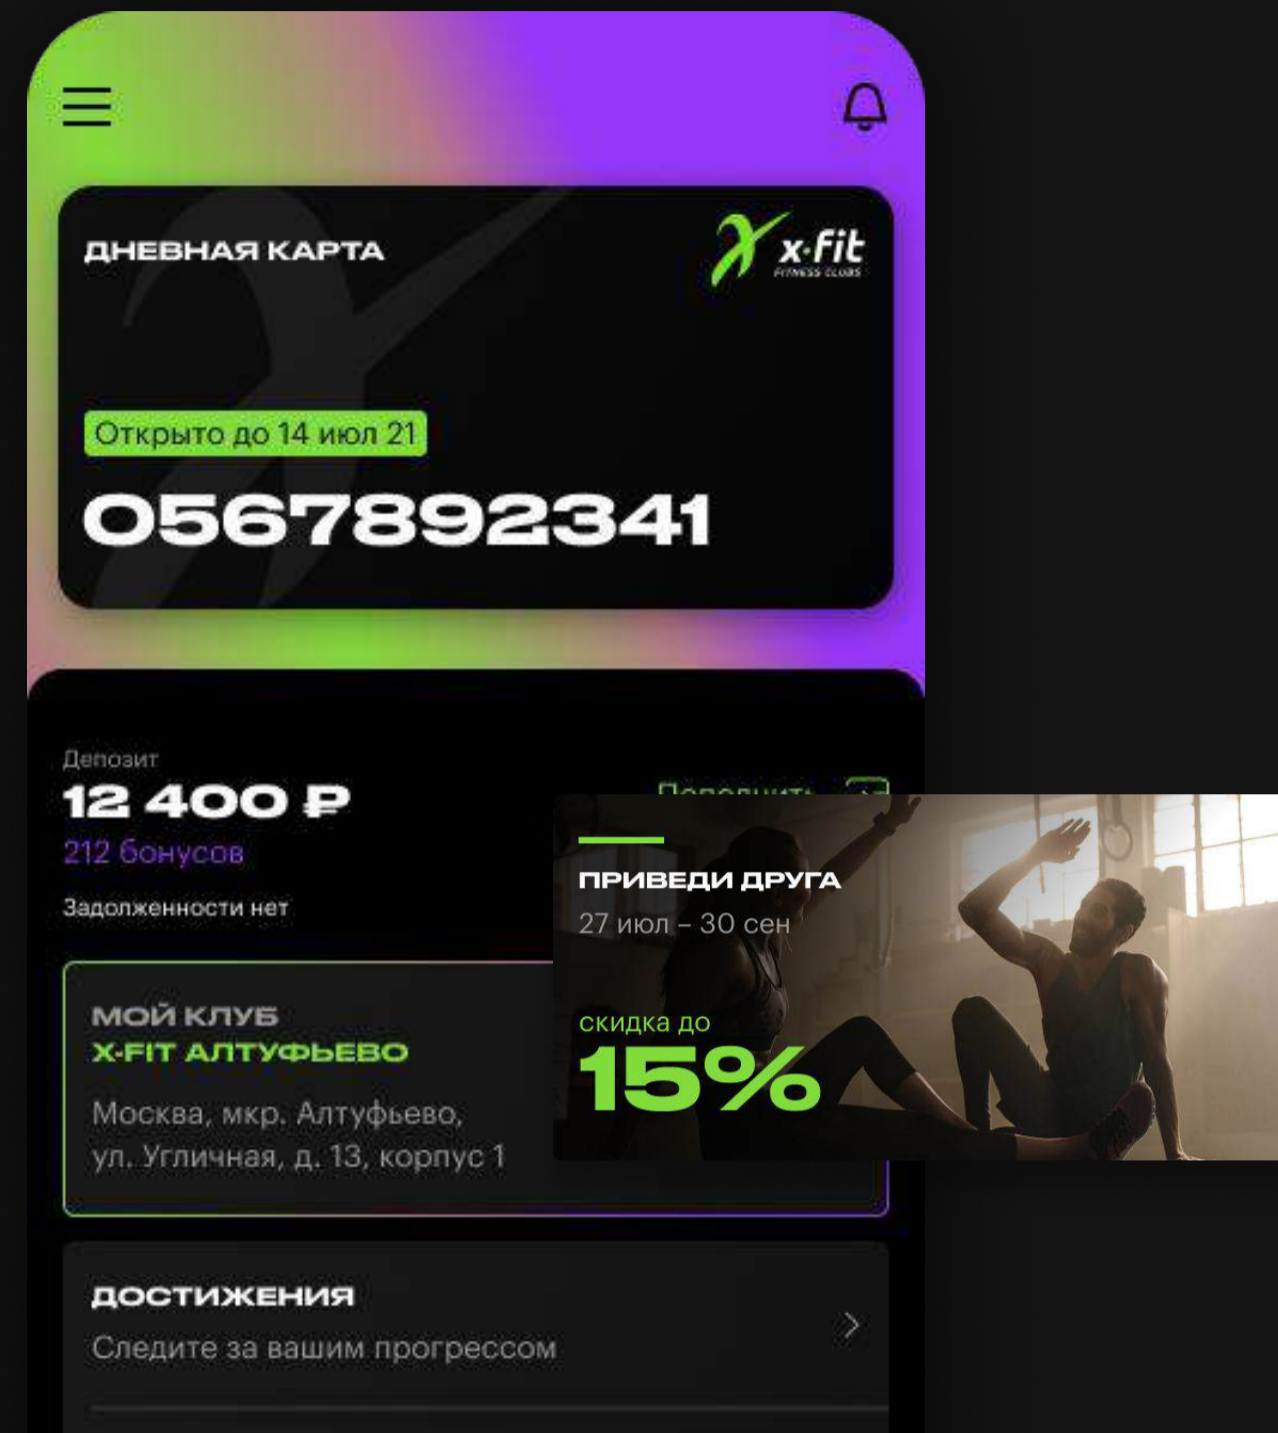 ДНЕВНАЯ КАРТА
x·fit
FITNESS CLUBS
Открыто до 14 июл 21
0567892341
Депозит
12 400 ₽
212 бонусов
Задолженности нет
ПРИВЕДИ ДРУГА
27 июл – 30 сен
скидка до
15%
МОЙ КЛУБ
X-FIT АЛТУФЬЕВО
Москва, мкр. Алтуфьево,
ул. Угличная, д. 13, корпус 1
ДОСТИЖЕНИЯ
Следите за вашим прогрессом